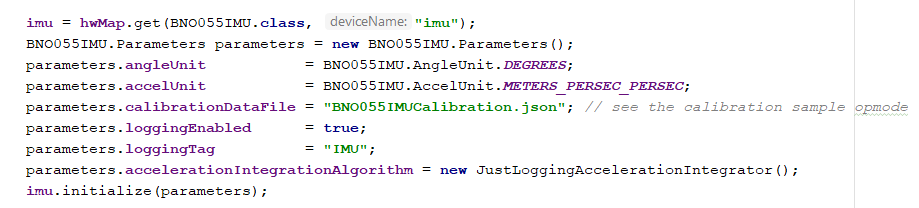 imu = hwMap.get(BNO055IMU.class, deviceName: "imu");
BNO055IMU.Parameters parameters = new BNO055IMU.Parameters();
parameters.angleUnit           = BNO055IMU.AngleUnit.DEGREES;
parameters.accelUnit           = BNO055IMU.AccelUnit.METERS_PERSEC_PERSEC;
parameters.calibrationDataFile = "BNO055IMUCalibration.json"; // see the calibration sample opmode
parameters.loggingEnabled      = true;
parameters.loggingTag          = "IMU";
parameters.accelerationIntegrationAlgorithm = new JustLoggingAccelerationIntegrator();
imu.initialize(parameters);